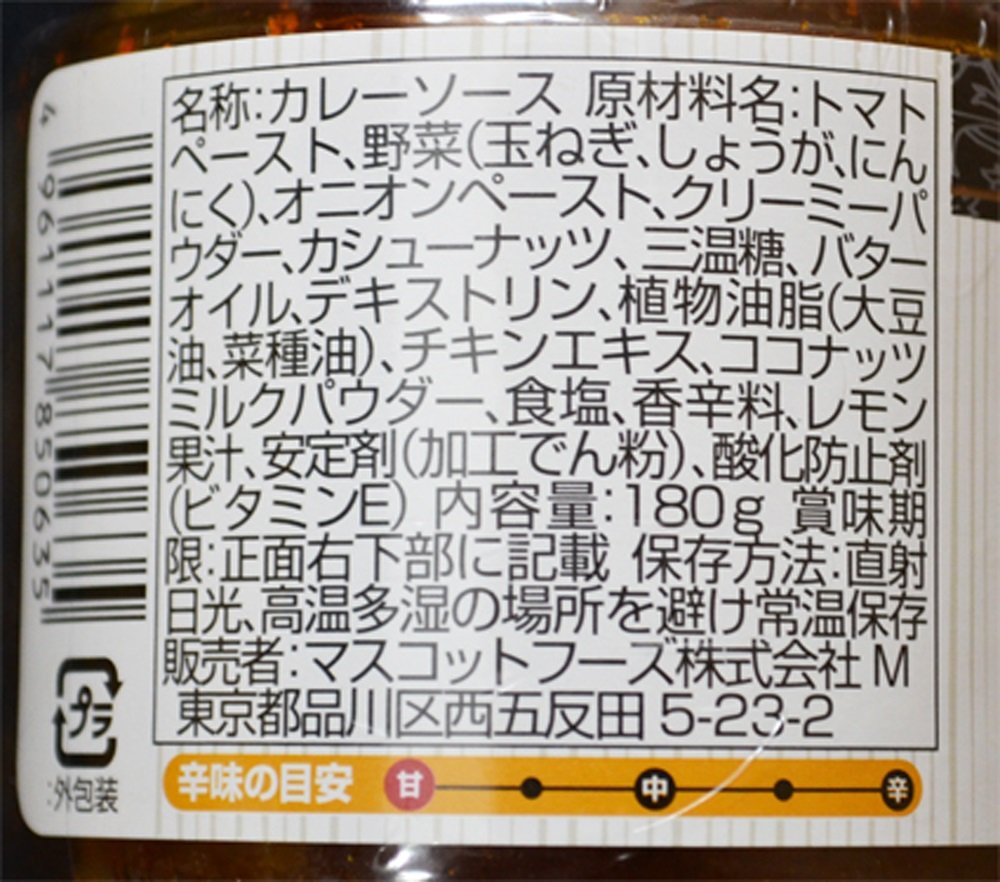 名称:カレーソース 原材料名:トマト
ペースト、野菜(玉ねぎ、しょうが、にん
にく)、オニオンペースト、クリーミーパ
ウダー、カシューナッツ、三温糖、バター
オイル、デキストリン、植物油脂(大豆
油、菜種油)、チキンエキス、ココナッツ
ミルクパウダー、食塩、香辛料、レモン
果汁、安定剤(加工でん粉)、酸化防止剤
(ビタミンE) 内容量:180g 賞味期
限:正面右下部に記載 保存方法:直射
日光、高温多湿の場所を避け常温保存
販売者:マスコットフーズ株式会社 M
東京都品川区西五反田 5-23-2
辛味の目安 甘 中 辛
4961117850635
プラ
:外包装